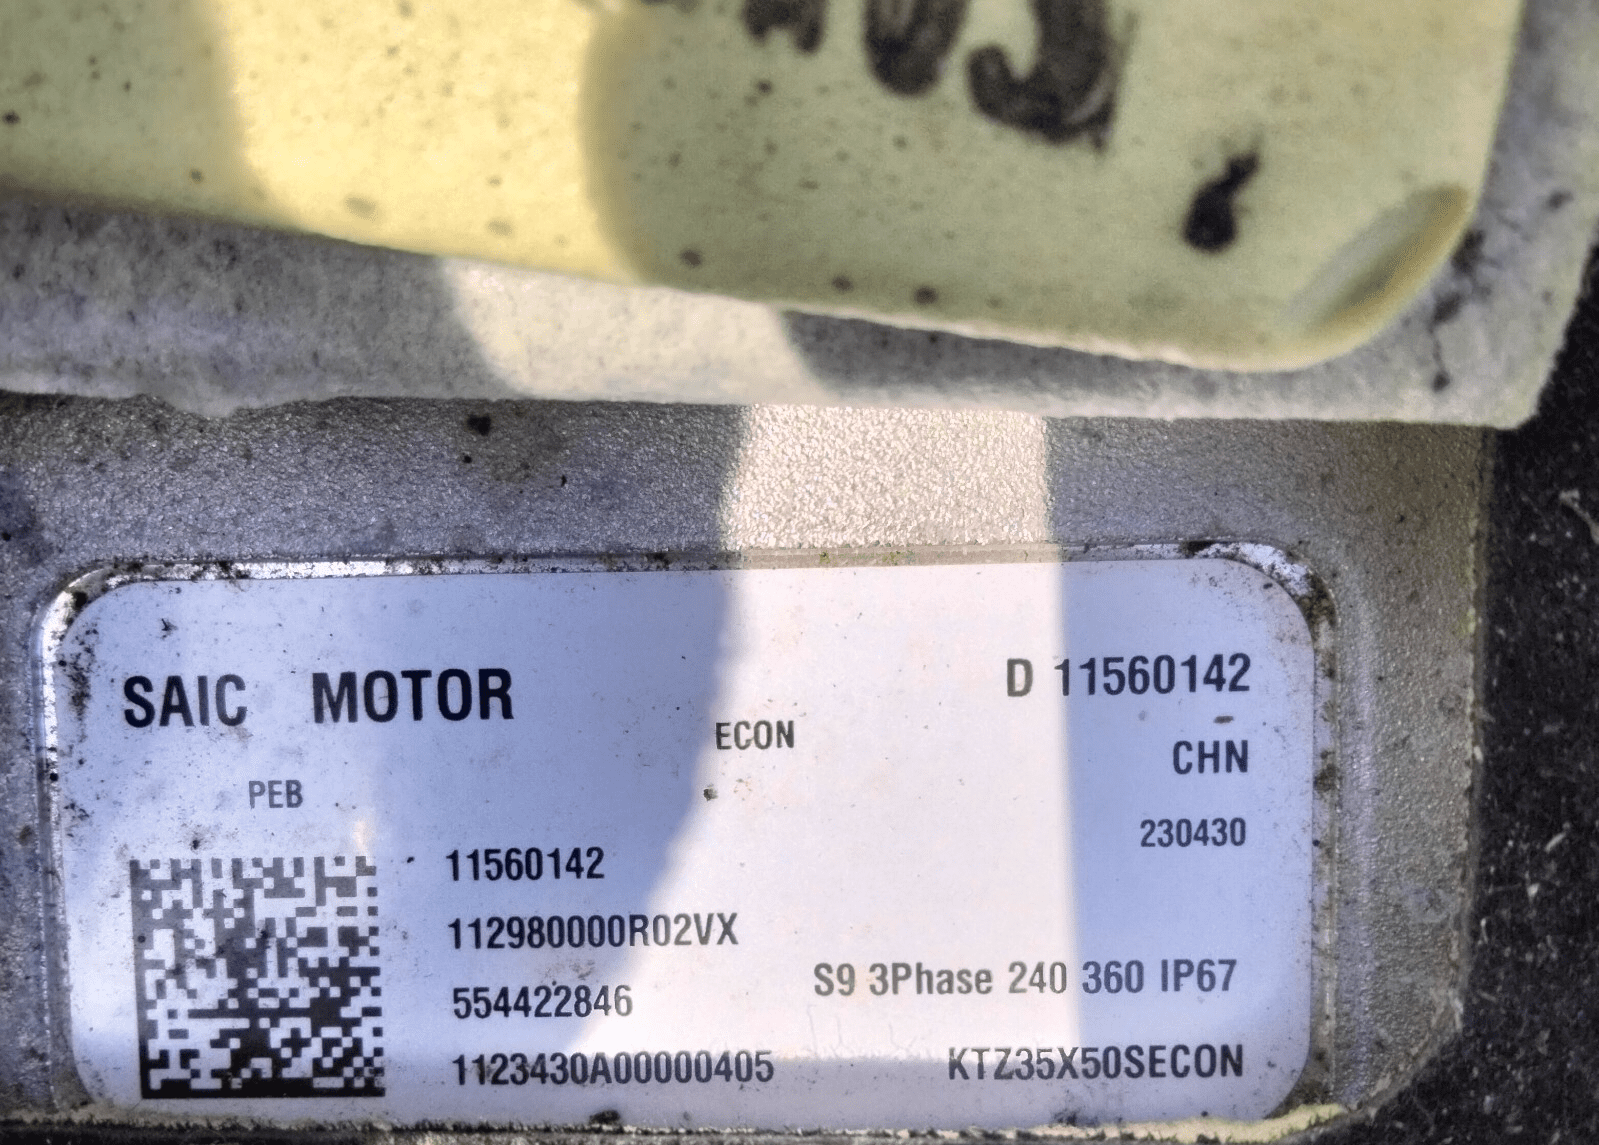 SAIC MOTOR
D 11560142
ECON
CHN
PEB
230430
11560142
112980000R02VX
554422846
S9 3Phase 240 360 IP67
1123430A00000405
KTZ35X50SECON